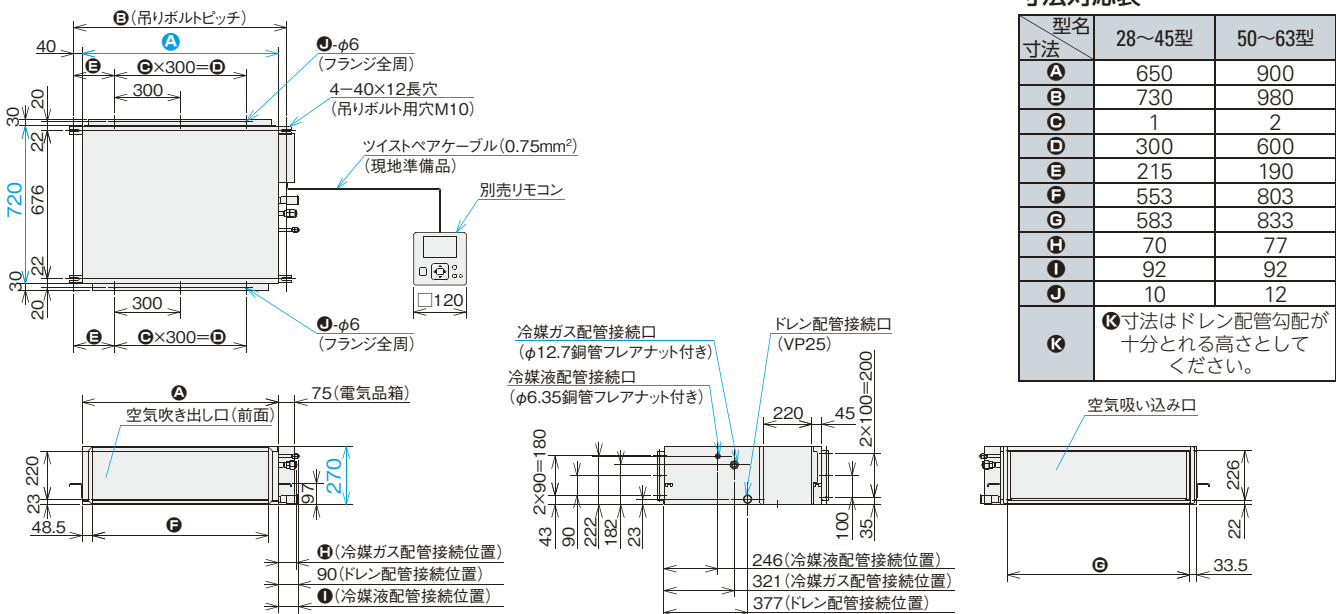 Ⓑ(吊りボルトピッチ)
40
Ⓐ
Ⓔ
Ⓒ×300=Ⓓ
300
Ⓙ-φ6
(フランジ全周)
4−40×12長穴
(吊りボルト用穴M10)
ツイストペアケーブル(0.75mm²)
(現地準備品)
別売リモコン
□120
30
20
22
720
676
22
30
20
300
Ⓔ
Ⓒ×300=Ⓓ
Ⓙ-φ6
(フランジ全周)
寸法対応表
型名
寸法
28〜45型
50〜63型
Ⓐ 650 900
Ⓑ 730 980
Ⓒ 1 2
Ⓓ 300 600
Ⓔ 215 190
Ⓕ 553 803
Ⓖ 583 833
Ⓗ 70 77
Ⓘ 92 92
Ⓙ 10 12
Ⓚ
Ⓚ寸法はドレン配管勾配が
十分とれる高さとして
ください。
Ⓐ
75(電気品箱)
空気吹き出し口(前面)
220
23
48.5
Ⓕ
97
270
Ⓗ(冷媒ガス配管接続位置)
90(ドレン配管接続位置)
Ⓘ(冷媒液配管接続位置)
冷媒ガス配管接続口
(φ12.7銅管フレアナット付き)
冷媒液配管接続口
(φ6.35銅管フレアナット付き)
ドレン配管接続口
(VP25)
220
45
2×100=200
2×90=180
43
90
222
182
23
100
35
246(冷媒液配管接続位置)
321(冷媒ガス配管接続位置)
377(ドレン配管接続位置)
空気吸い込み口
226
22
Ⓖ
33.5